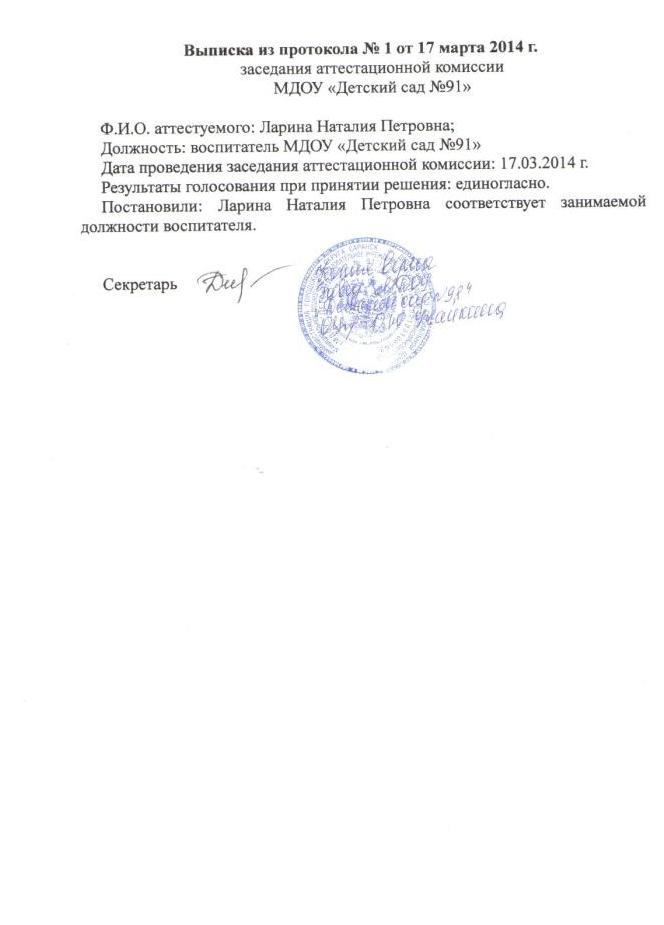 Выписка из протокола № 1 от 17 марта 2014 г.
заседания аттестационной комиссии
МДОУ «Детский сад №91»
Ф.И.О. аттестуемого: Ларина Наталия Петровна;
Должность: воспитатель МДОУ «Детский сад №91»
Дата проведения заседания аттестационной комиссии: 17.03.2014 г.
Результаты голосования при принятии решения: единогласно.
Постановили: Ларина Наталия Петровна соответствует занимаемой
должности воспитателя.
Секретарь
ОКРУГА САРАНСК